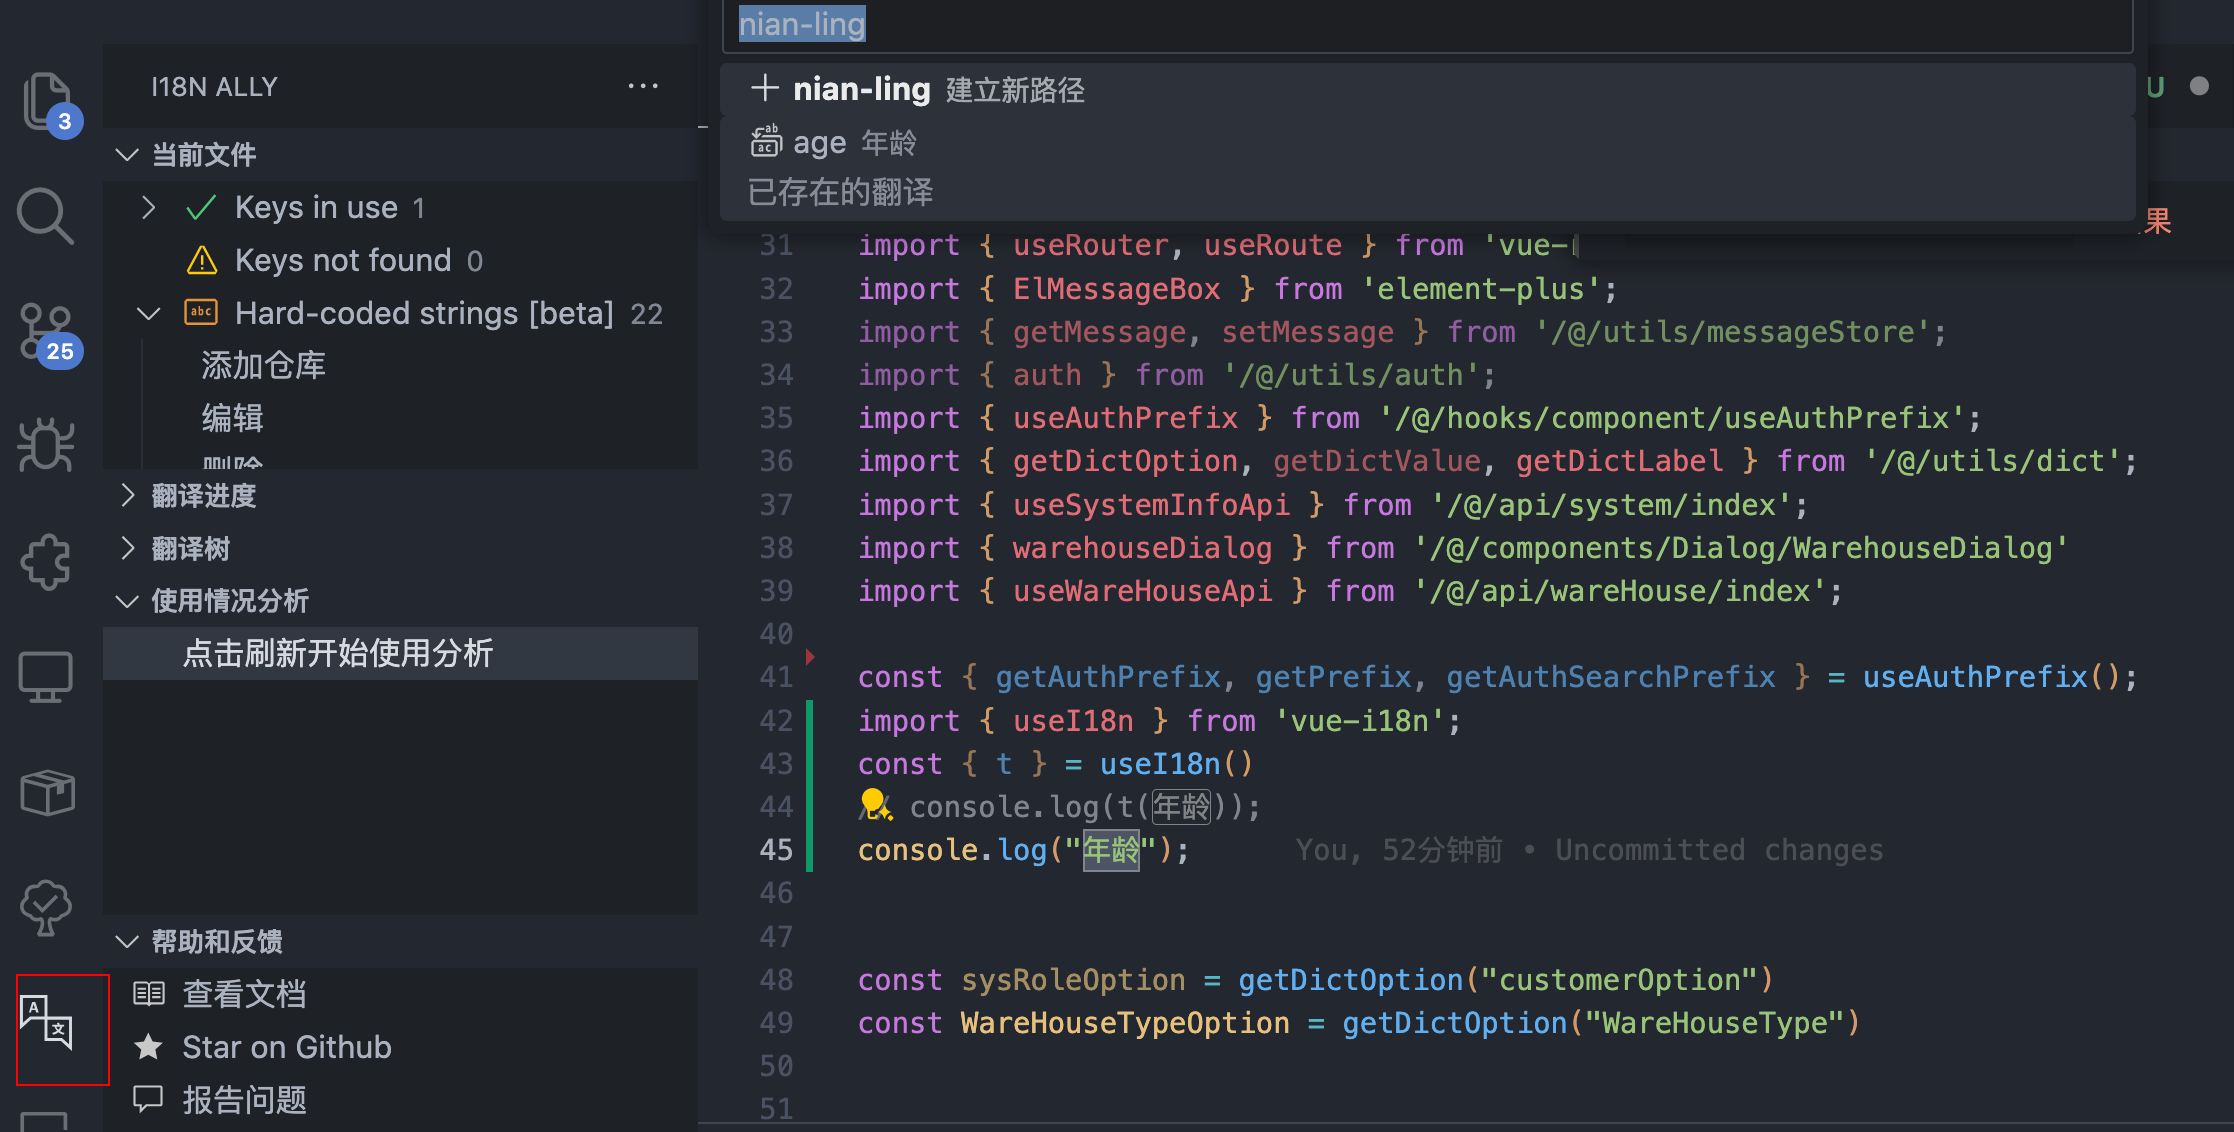 nian-ling
nian-ling 建立新路径
age 年龄
已存在的翻译
U
果
I18N ALLY
3
当前文件
Keys in use 1
Keys not found 0
25
abc Hard-coded strings [beta] 22
添加仓库
编辑
删除
翻译进度
翻译树
使用情况分析
点击刷新开始使用分析
帮助和反馈
查看文档
Star on Github
报告问题
31 import { useRouter, useRoute } from 'vue-
32 import { ElMessageBox } from 'element-plus';
33 import { getMessage, setMessage } from '/@/utils/messageStore';
34 import { auth } from '/@/utils/auth';
35 import { useAuthPrefix } from '/@/hooks/component/useAuthPrefix';
36 import { getDictOption, getDictValue, getDictLabel } from '/@/utils/dict';
37 import { useSystemInfoApi } from '/@/api/system/index';
38 import { warehouseDialog } from '/@/components/Dialog/WarehouseDialog'
39 import { useWareHouseApi } from '/@/api/wareHouse/index';
40
41 const { getAuthPrefix, getPrefix, getAuthSearchPrefix } = useAuthPrefix();
42 import { useI18n } from 'vue-i18n';
43 const { t } = useI18n()
44 // console.log(t(年龄));
45 console.log("年龄"); You, 52分钟前 • Uncommitted changes
46
47
48 const sysRoleOption = getDictOption("customerOption")
49 const WareHouseTypeOption = getDictOption("WareHouseType")
50
51